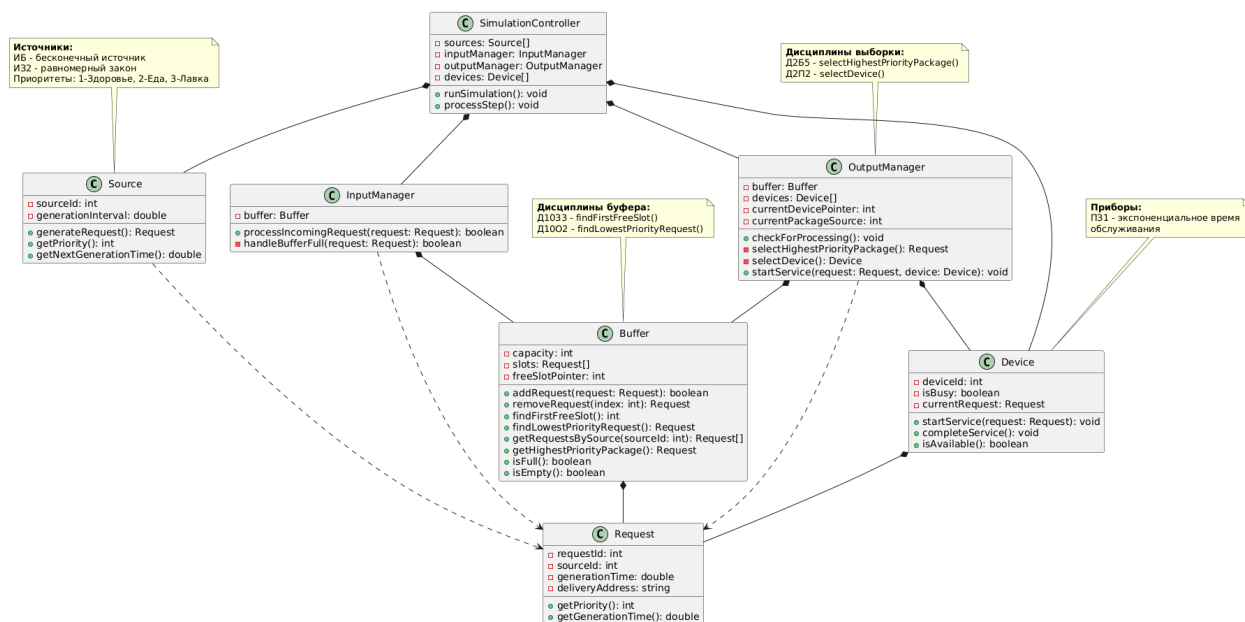 C SimulationController
sources: Source[]
inputManager: InputManager
outputManager: OutputManager
devices: Device[]
runSimulation(): void
processStep(): void
Источники:
ИБ - бесконечный источник
ИЗ2 - равномерный закон
Приоритеты: 1-Здоровье, 2-Еда, 3-Лавка
Дисциплины выборки:
Д2Б5 - selectHighestPriorityPackage()
Д2П2 - selectDevice()
C Source
sourceId: int
generationInterval: double
generateRequest(): Request
getPriority(): int
getNextGenerationTime(): double
C InputManager
buffer: Buffer
processIncomingRequest(request: Request): boolean
handleBufferFull(request: Request): boolean
Дисциплины буфера:
Д10З3 - findFirstFreeSlot()
Д10О2 - findLowestPriorityRequest()
C OutputManager
buffer: Buffer
devices: Device[]
currentDevicePointer: int
currentPackageSource: int
checkForProcessing(): void
selectHighestPriorityPackage(): Request
selectDevice(): Device
startService(request: Request, device: Device): void
Приборы:
ПЗ1 - экспоненциальное время
обслуживания
C Buffer
capacity: int
slots: Request[]
freeSlotPointer: int
addRequest(request: Request): boolean
removeRequest(index: int): Request
findFirstFreeSlot(): int
findLowestPriorityRequest(): Request
getRequestsBySource(sourceId: int): Request[]
getHighestPriorityPackage(): Request
isFull(): boolean
isEmpty(): boolean
C Device
deviceId: int
isBusy: boolean
currentRequest: Request
startService(request: Request): void
completeService(): void
isAvailable(): boolean
C Request
requestId: int
sourceId: int
generationTime: double
deliveryAddress: string
getPriority(): int
getGenerationTime(): double